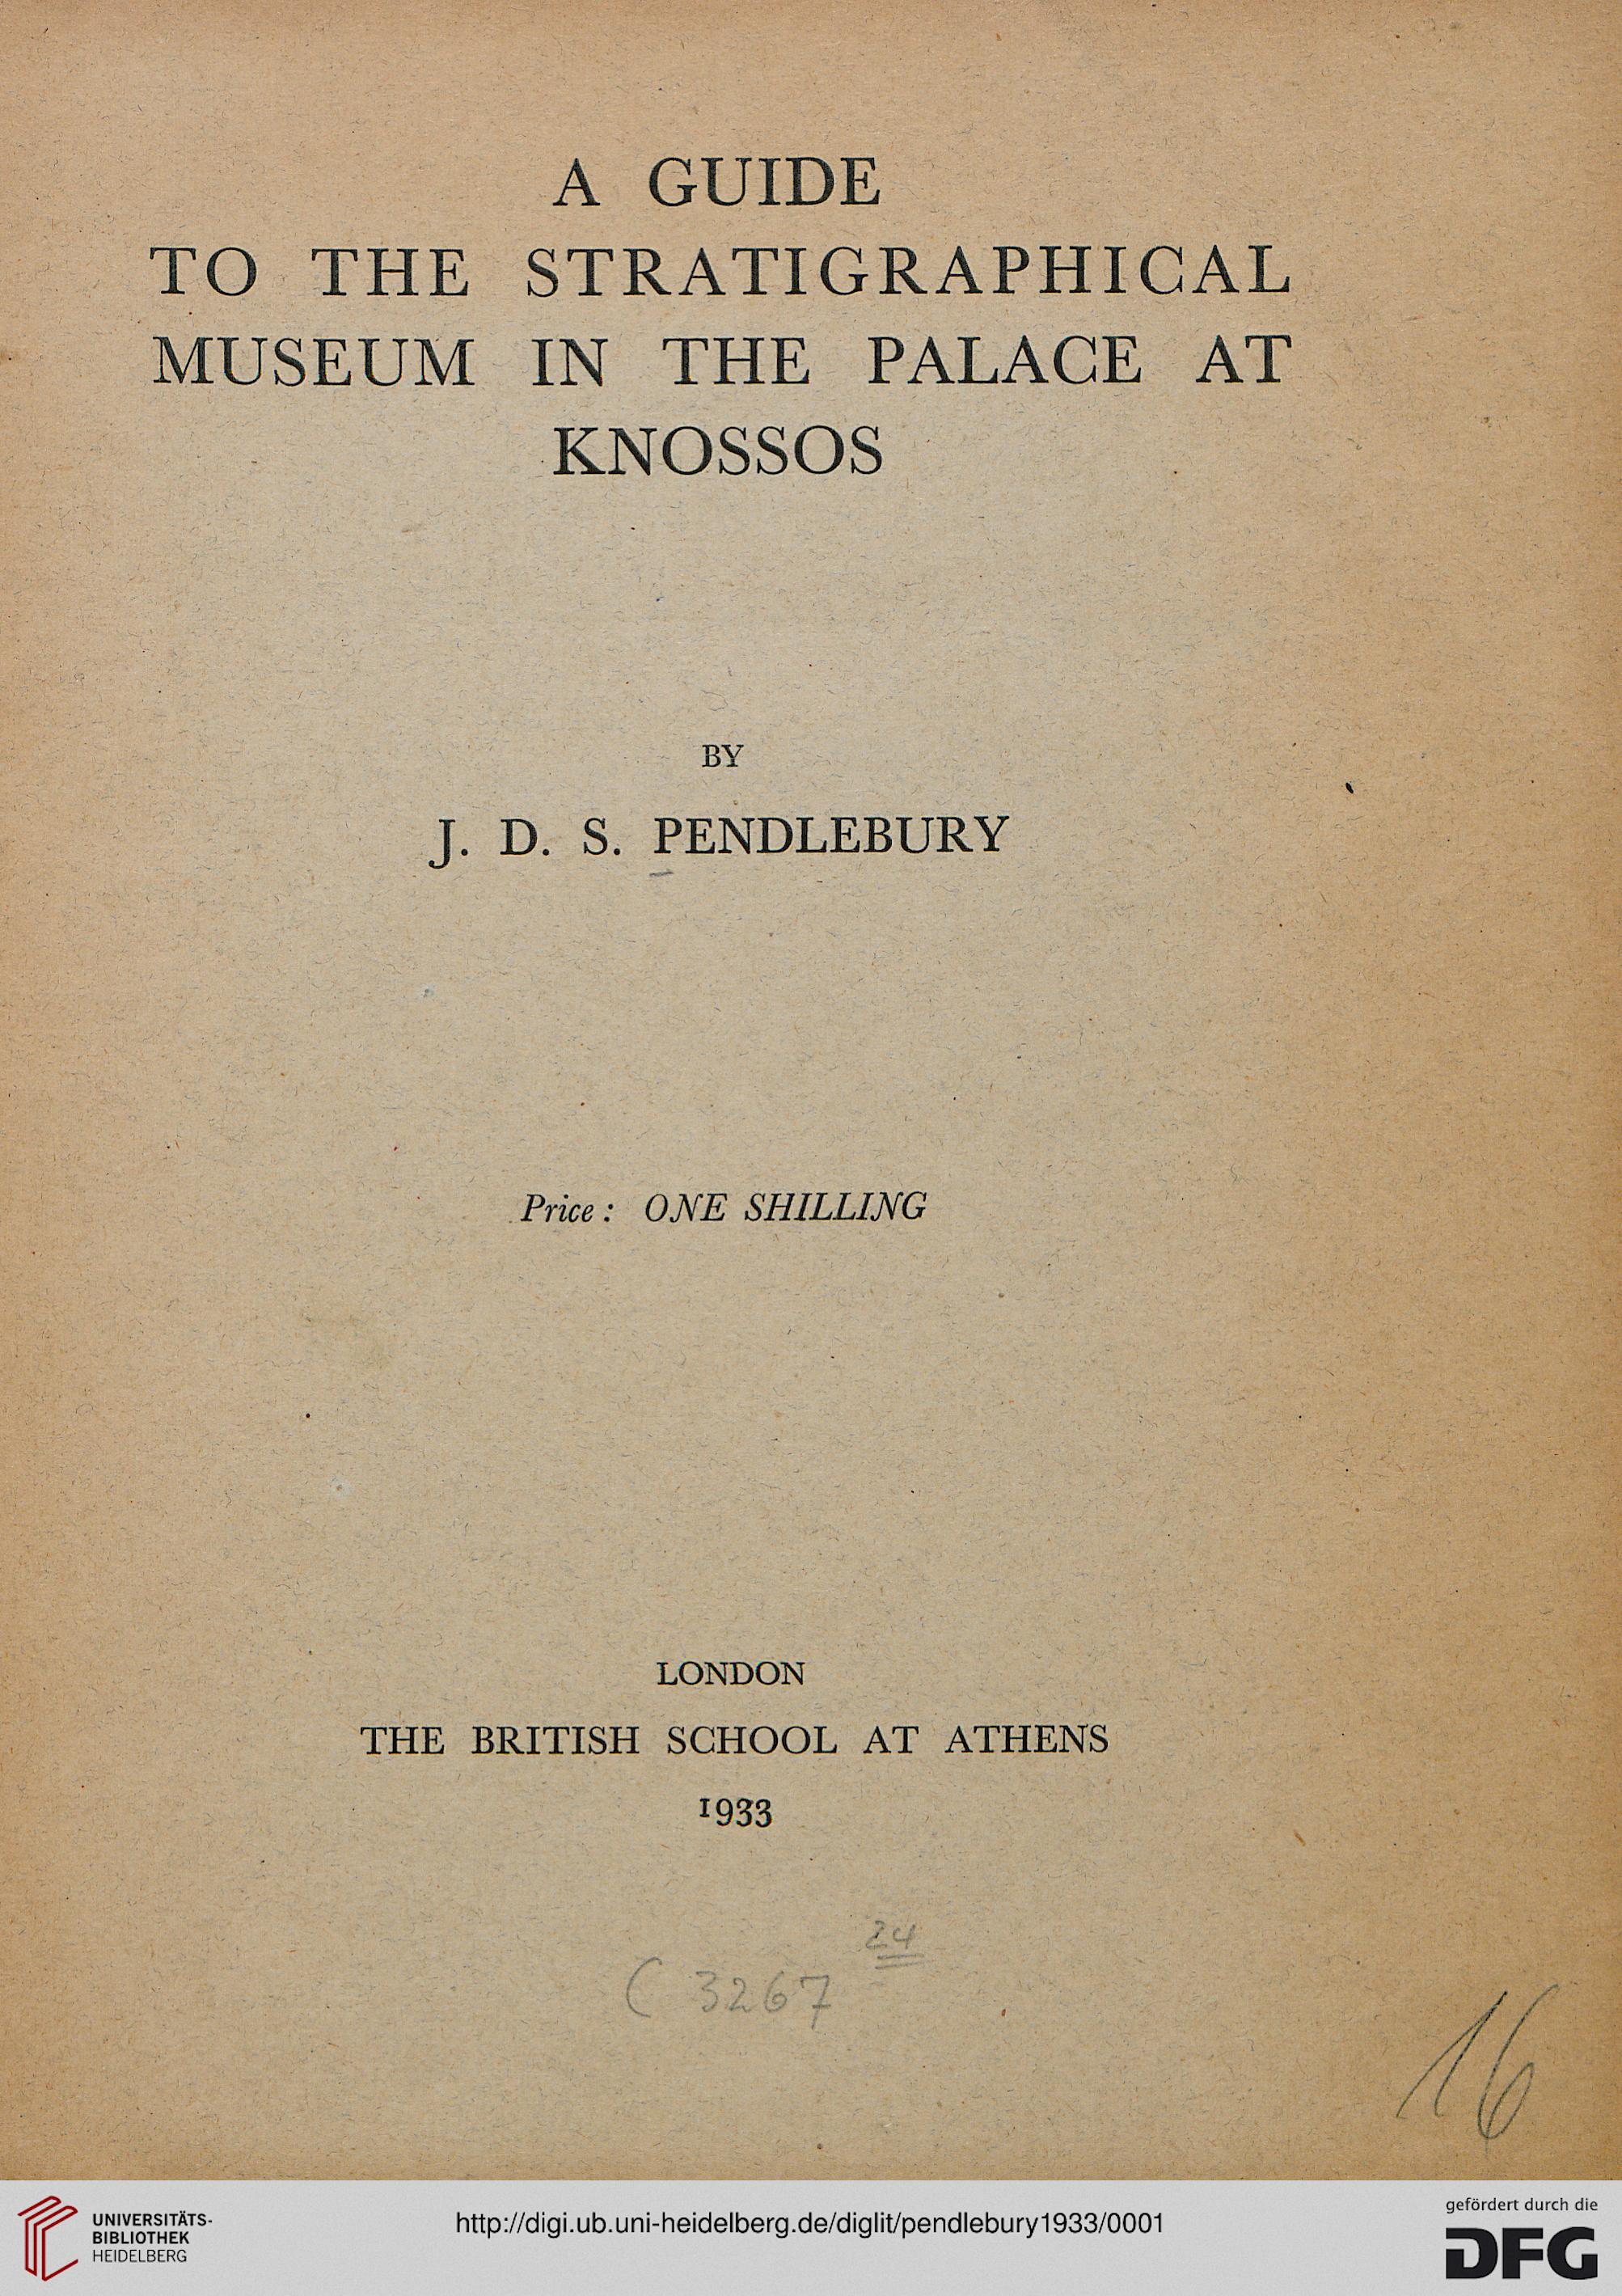 A GUIDE
TO THE STRATIGRAPHICAL
MUSEUM IN THE PALACE AT
KNOSSOS
BY
J. D. S. PENDLEBURY
Price: ONE SHILLING
LONDON
THE BRITISH SCHOOL AT ATHENS
1933
24
( 3267
16
UNIVERSITÄTS-
BIBLIOTHEK
HEIDELBERG
http://digi.ub.uni-heidelberg.de/diglit/pendlebury1933/0001
gefördert durch die
DFG